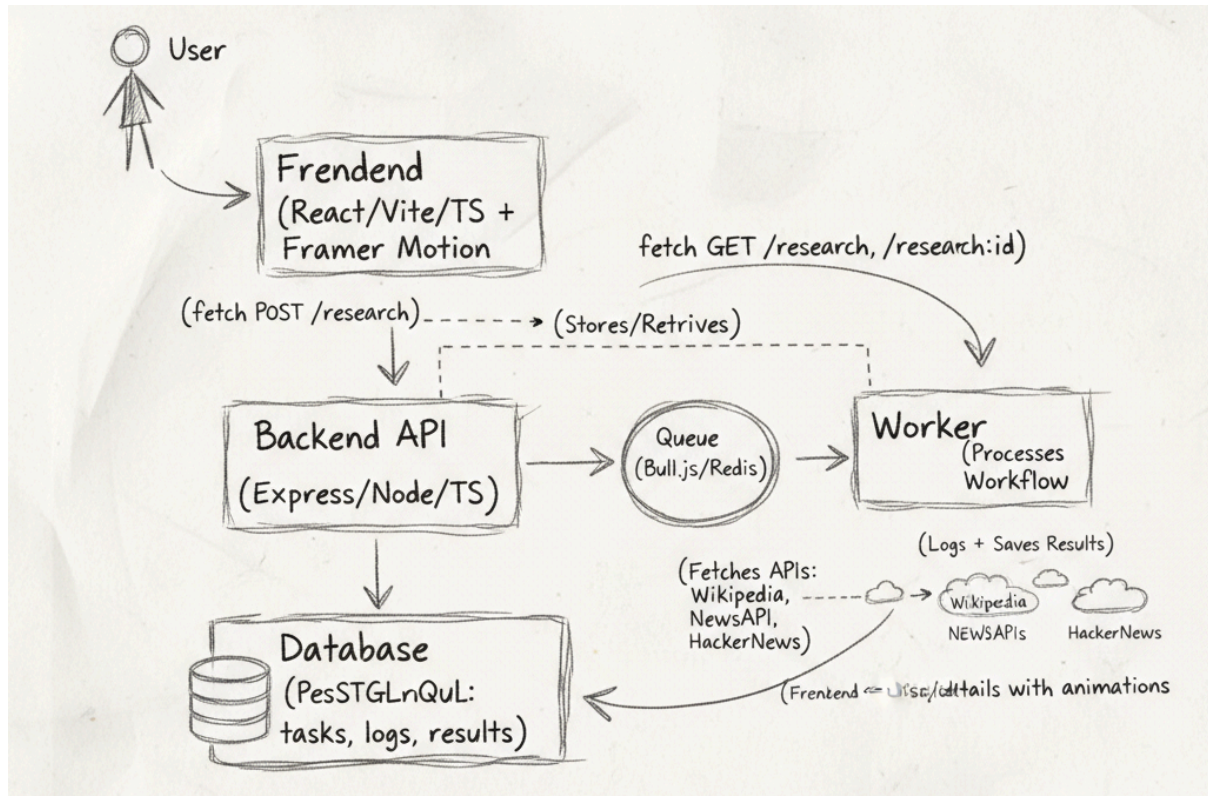 User
Frendend
(React/Vite/TS +
Framer Motion
fetch GET /research, /research:id)
(fetch POST /research)
(Stores/Retrives)
Backend API
(Express/Node/TS)
Queue
(Bull.js/Redis)
Worker
(Processes
Workflow
(Logs + Saves Results)
(Fetches APIs:
Wikipedia,
NewsAPI,
HackerNews)
Wikipedia
NEWSAPIs
HackerNews
Database
(PesSTGLnQuL:
tasks, logs, results)
(Frentend with animations